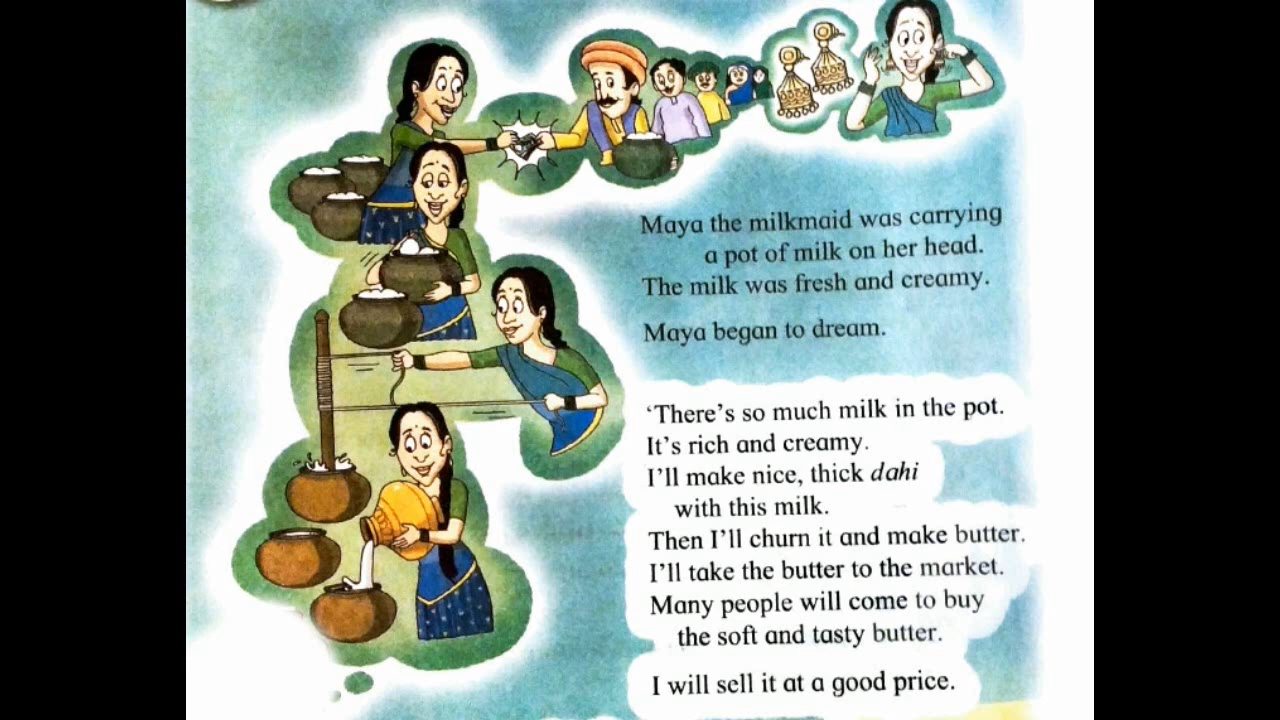 Maya the milkmaid was carrying
a pot of milk on her head.
The milk was fresh and creamy.
Maya began to dream.
‘There’s so much milk in the pot.
It’s rich and creamy.
I’ll make nice, thick dahi
with this milk.
Then I’ll churn it and make butter.
I’ll take the butter to the market.
Many people will come to buy
the soft and tasty butter.
I will sell it at a good price.